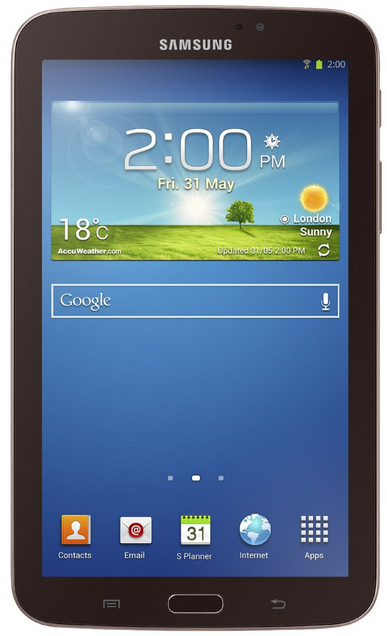 SAMSUNG
2:00
2:00 PM
Fri. 31 May
London
18°C
Sunny
AccuWeather.com
Updated 31/05 2:00 PM
Google
@
31
Contacts
Email
S Planner
Internet
Apps